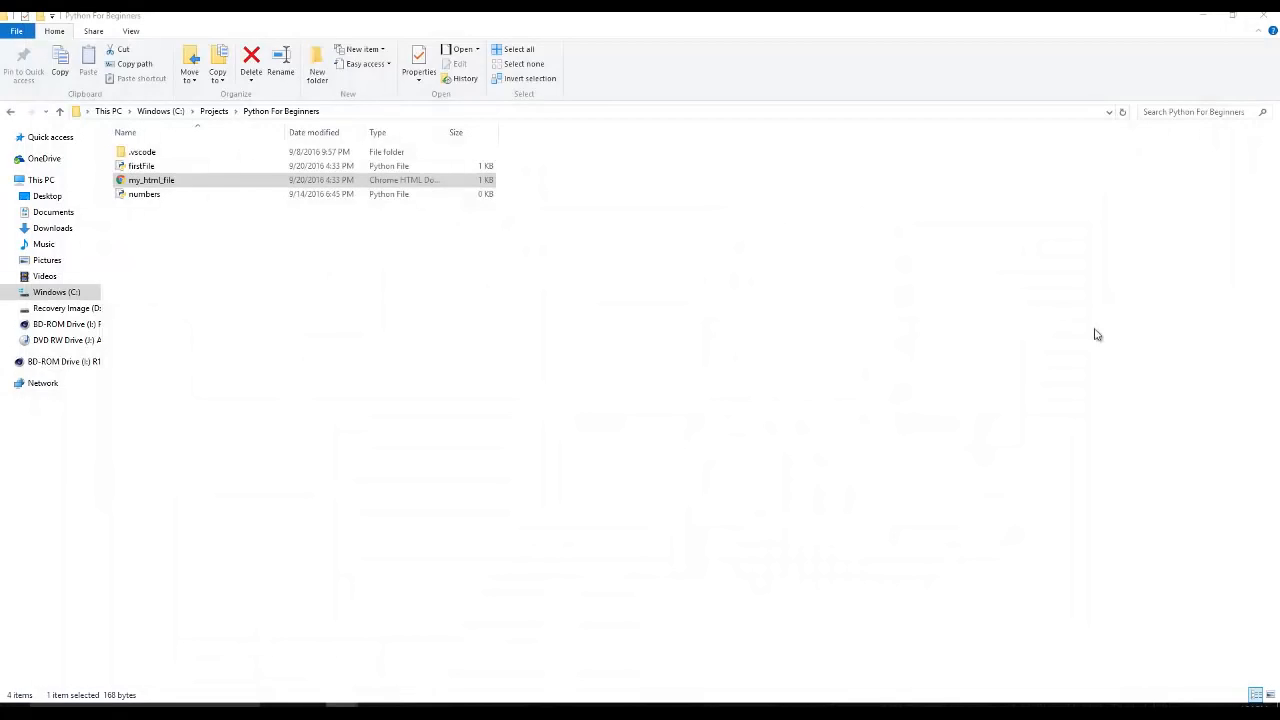 Python For Beginners
File Home Share View
Pin to Quick access
Copy
Paste
Cut
Copy path
Paste shortcut
Clipboard
Move to
Copy to
Delete
Rename
Organize
New folder
New item
Easy access
New
Properties
Open
Edit
History
Open
Select all
Select none
Invert selection
Select
This PC Windows (C:) Projects Python For Beginners
Search Python For Beginners
Name Date modified Type Size
.vscode 9/8/2016 9:57 PM File folder
firstFile 9/20/2016 4:33 PM Python File 1 KB
my_html_file 9/20/2016 4:33 PM Chrome HTML Do... 1 KB
numbers 9/14/2016 6:45 PM Python File 0 KB
Quick access
OneDrive
This PC
Desktop
Documents
Downloads
Music
Pictures
Videos
Windows (C:)
Recovery Image (D:
BD-ROM Drive (I:) F
DVD RW Drive (J:) A
BD-ROM Drive (I:) R1
Network
4 items 1 item selected 168 bytes